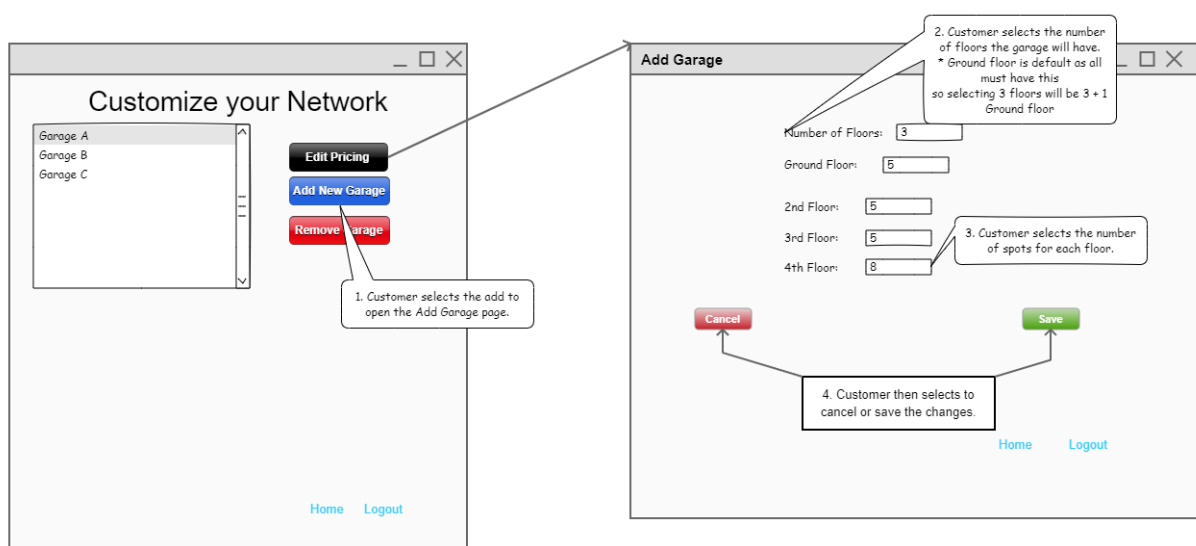 Customize your Network
Garage A
Garage B
Garage C
Edit Pricing
Add New Garage
Remove Garage
1. Customer selects the add to
open the Add Garage page.
Home Logout
Add Garage
2. Customer selects the number
of floors the garage will have.
* Ground floor is default as all
must have this
so selecting 3 floors will be 3 + 1
Ground floor
Number of Floors: 3
Ground Floor: 5
2nd Floor: 5
3rd Floor: 5
4th Floor: 8
3. Customer selects the number
of spots for each floor.
Cancel
Save
4. Customer then selects to
cancel or save the changes.
Home Logout